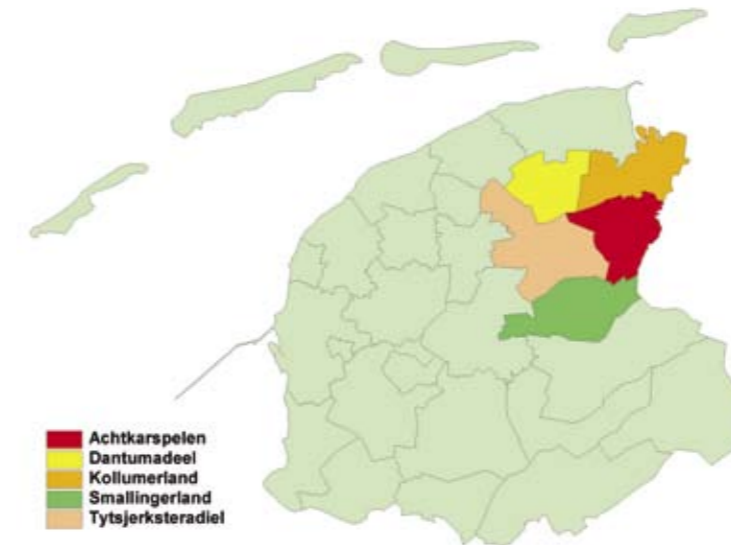 Achtkarspelen
Dantumadeel
Kollumerland
Smallingerland
Tytsjerksteradiel